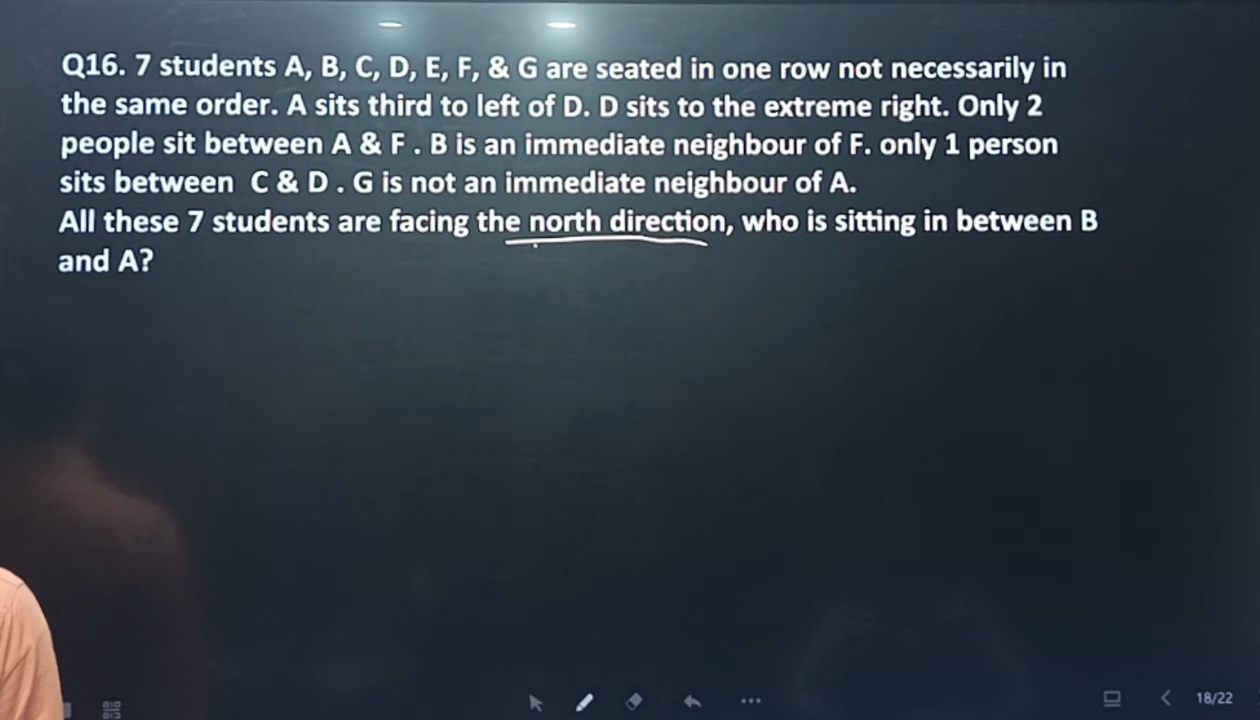 Q16. 7 students A, B, C, D, E, F, & G are seated in one row not necessarily in
the same order. A sits third to left of D. D sits to the extreme right. Only 2
people sit between A & F . B is an immediate neighbour of F. only 1 person
sits between C & D . G is not an immediate neighbour of A.
All these 7 students are facing the north direction, who is sitting in between B
and A?
18/22